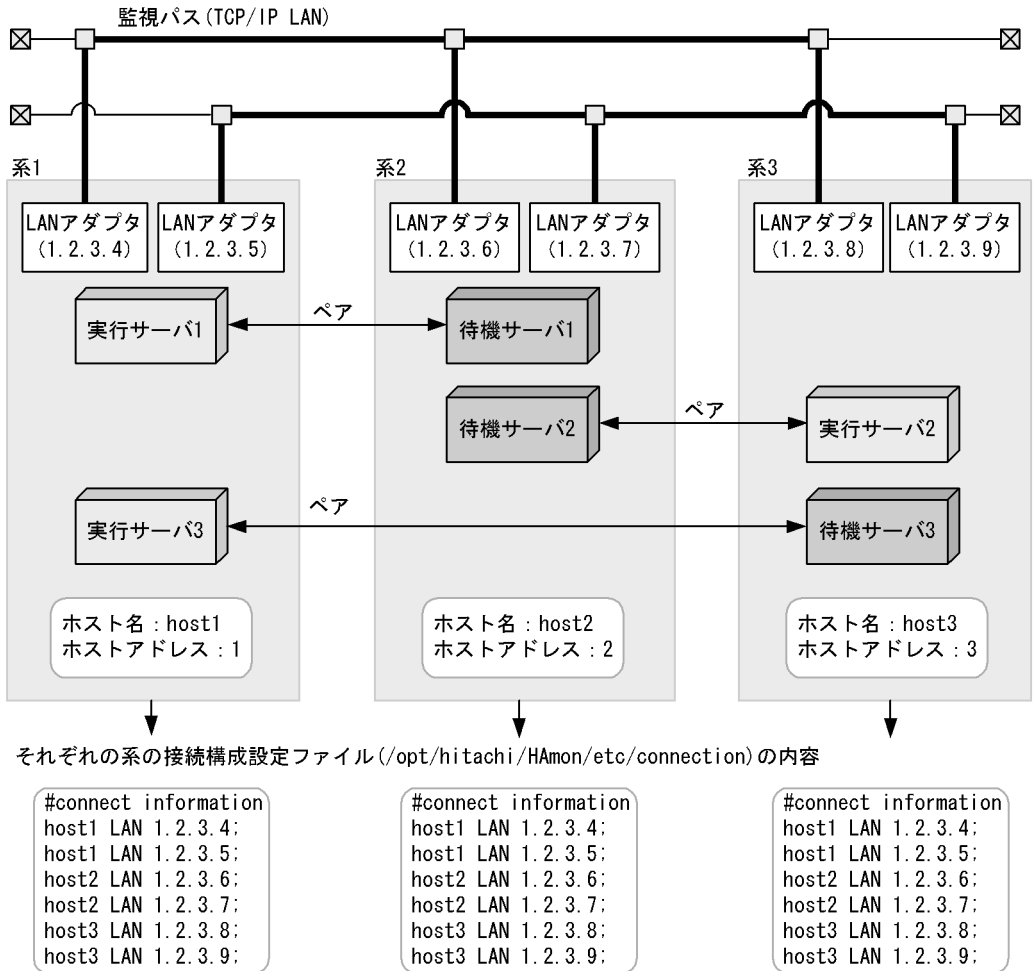 監視パス(TCP/IP LAN)
系1
系2
系3
LANアダプタ
(1.2.3.4)
LANアダプタ
(1.2.3.5)
LANアダプタ
(1.2.3.6)
LANアダプタ
(1.2.3.7)
LANアダプタ
(1.2.3.8)
LANアダプタ
(1.2.3.9)
実行サーバ1
ペア
待機サーバ1
待機サーバ2
ペア
実行サーバ2
実行サーバ3
ペア
待機サーバ3
ホスト名：host1
ホストアドレス：1
ホスト名：host2
ホストアドレス：2
ホスト名：host3
ホストアドレス：3
それぞれの系の接続構成設定ファイル(/opt/hitachi/HAmon/etc/connection)の内容
#connect information
host1 LAN 1.2.3.4;
host1 LAN 1.2.3.5;
host2 LAN 1.2.3.6;
host2 LAN 1.2.3.7;
host3 LAN 1.2.3.8;
host3 LAN 1.2.3.9;
#connect information
host1 LAN 1.2.3.4;
host1 LAN 1.2.3.5;
host2 LAN 1.2.3.6;
host2 LAN 1.2.3.7;
host3 LAN 1.2.3.8;
host3 LAN 1.2.3.9;
#connect information
host1 LAN 1.2.3.4;
host1 LAN 1.2.3.5;
host2 LAN 1.2.3.6;
host2 LAN 1.2.3.7;
host3 LAN 1.2.3.8;
host3 LAN 1.2.3.9;